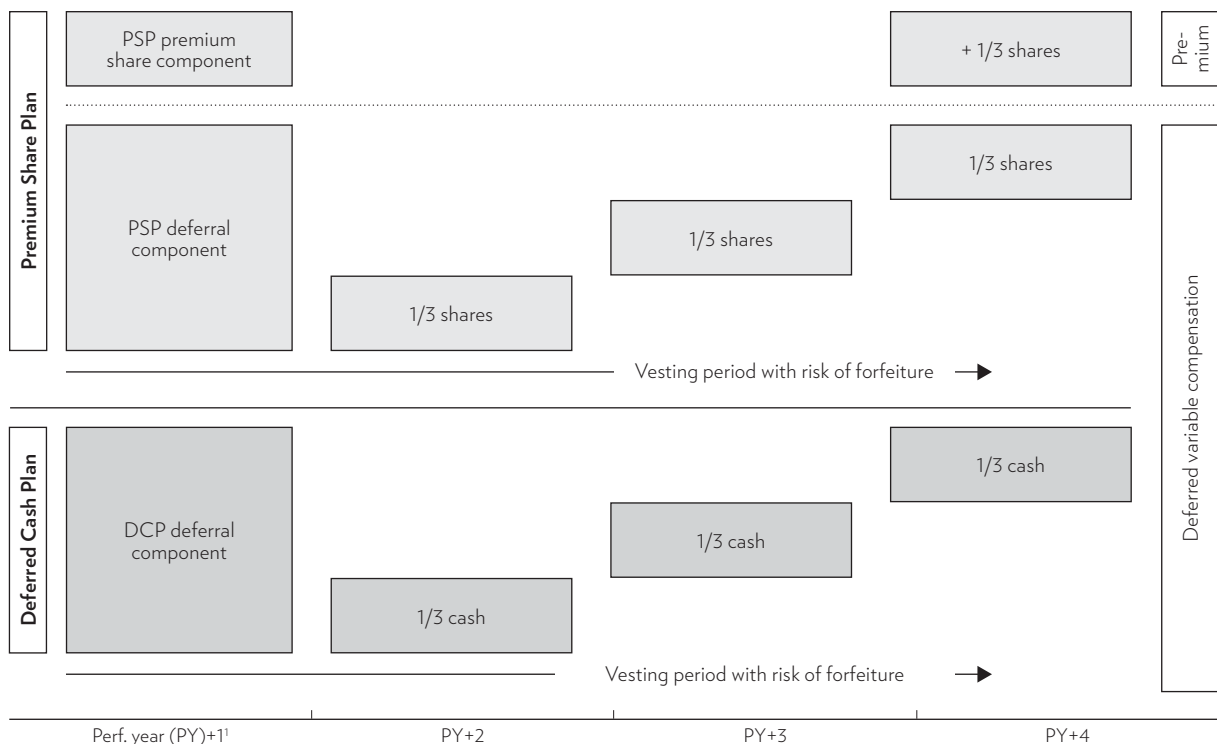 Premium Share Plan
PSP premium
share component
+ 1/3 shares
Pre-
mium
PSP deferral
component
1/3 shares
1/3 shares
1/3 shares
Vesting period with risk of forfeiture
Deferred variable compensation
Deferred Cash Plan
DCP deferral
component
1/3 cash
1/3 cash
1/3 cash
Vesting period with risk of forfeiture
Perf. year (PY)+1¹
PY+2
PY+3
PY+4